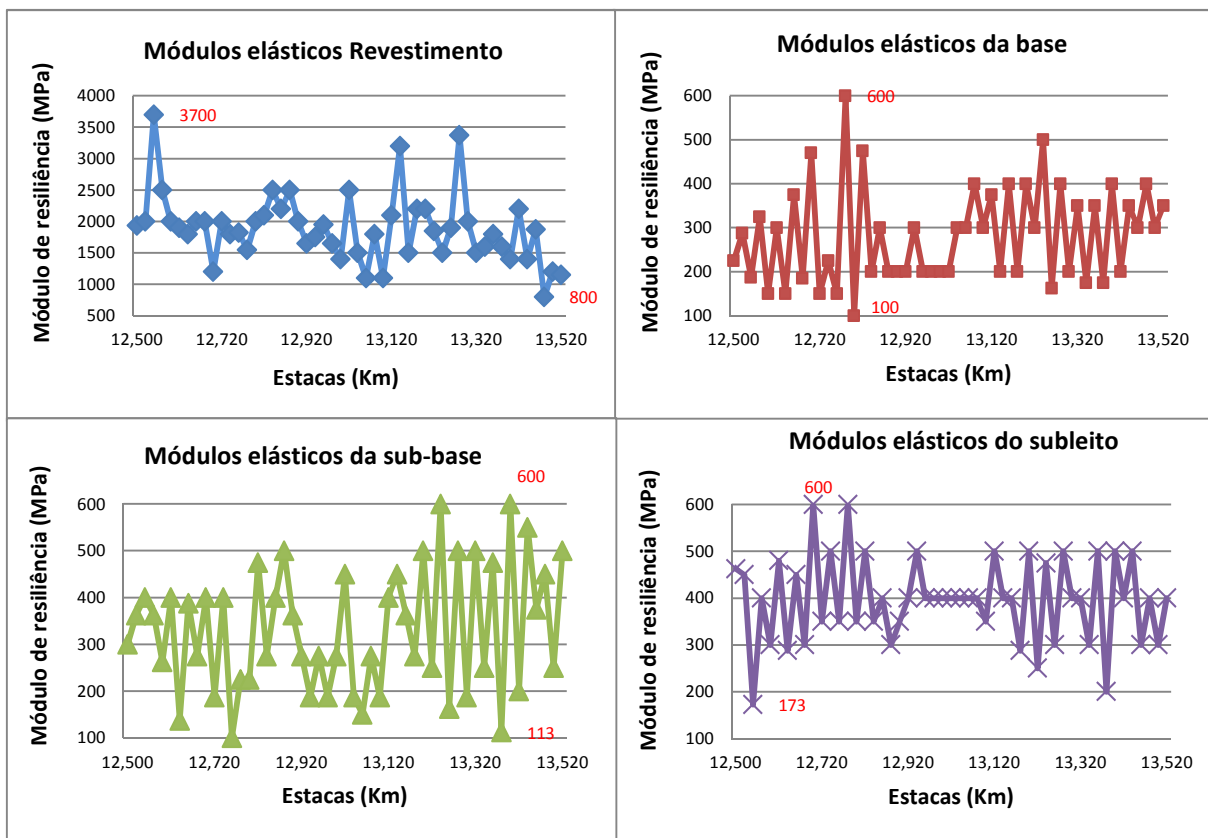 Módulos elásticos Revestimento
Módulo de resiliência (MPa)
4000
3500
3000
2500
2000
1500
1000
500
3700
800
12,500 12,720 12,920 13,120 13,320 13,520
Estacas (Km)
Módulos elásticos da base
Módulo de resiliência (MPa)
600
500
400
300
200
100
600
100
12,500 12,720 12,920 13,120 13,320 13,520
Estacas (Km)
Módulos elásticos da sub-base
Módulo de resiliência (MPa)
600
500
400
300
200
100
600
113
12,500 12,720 12,920 13,120 13,320 13,520
Estacas (Km)
Módulos elásticos do subleito
Módulo de resiliência (MPa)
600
500
400
300
200
100
600
173
12,500 12,720 12,920 13,120 13,320 13,520
Estacas (Km)